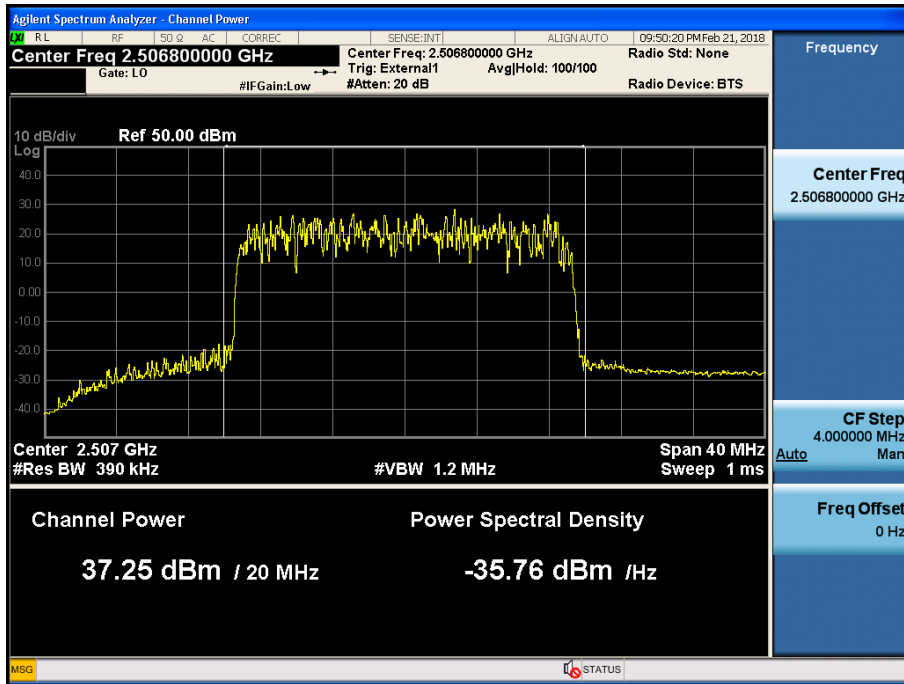 Agilent Spectrum Analyzer - Channel Power
LXI RL RF 50 Ω AC CORREC SENSE:INT ALIGN AUTO 09:50:20 PM Feb 21, 2018
Center Freq 2.506800000 GHz
Gate: LO
#IFGain:Low
Center Freq: 2.506800000 GHz
Trig: External1 Avg|Hold: 100/100
#Atten: 20 dB
Radio Std: None
Radio Device: BTS
Frequency
10 dB/div Ref 50.00 dBm
Log
40.0
30.0
20.0
10.0
0.00
-10.0
-20.0
-30.0
-40.0
Center Freq
2.506800000 GHz
Center 2.507 GHz Span 40 MHz
#Res BW 390 kHz #VBW 1.2 MHz Sweep 1 ms
CF Step
4.000000 MHz
Auto Man
Channel Power Power Spectral Density
37.25 dBm / 20 MHz -35.76 dBm /Hz
Freq Offset
0 Hz
MSG STATUS